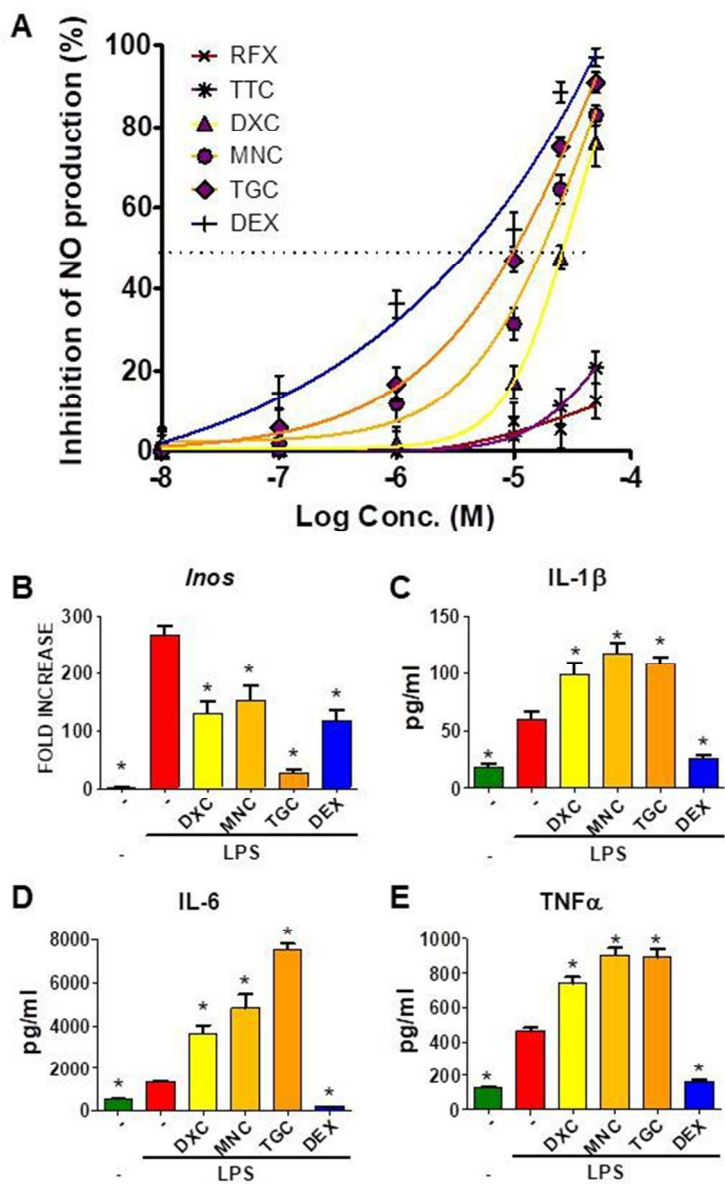 A
Inhibition of NO production (%)
100
80
60
40
20
0
RFX
TTC
DXC
MNC
TGC
DEX
-8 -7 -6 -5 -4
Log Conc. (M)
B
Inos
FOLD INCREASE
300
200
100
0
* * * * *
- - DXC MNC TGC DEX
- LPS
C
IL-1β
pg/ml
150
100
50
0
* * * * *
- - DXC MNC TGC DEX
- LPS
D
IL-6
pg/ml
8000
6000
4000
2000
0
* * * * *
- - DXC MNC TGC DEX
- LPS
E
TNFα
pg/ml
1000
800
600
400
200
0
* * * * *
- - DXC MNC TGC DEX
- LPS